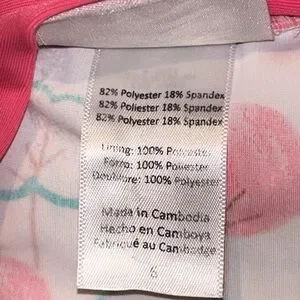 82% Polyester 18% Spandex
82% Poliester 18% Spandex
82% Polyester 18% Spandex
Lining: 100% Polyester
Forro: 100% Poliester
Doublure: 100% Polyester
Made in Cambodia
Hecho en Camboya
Fabriqué au Cambodge
6